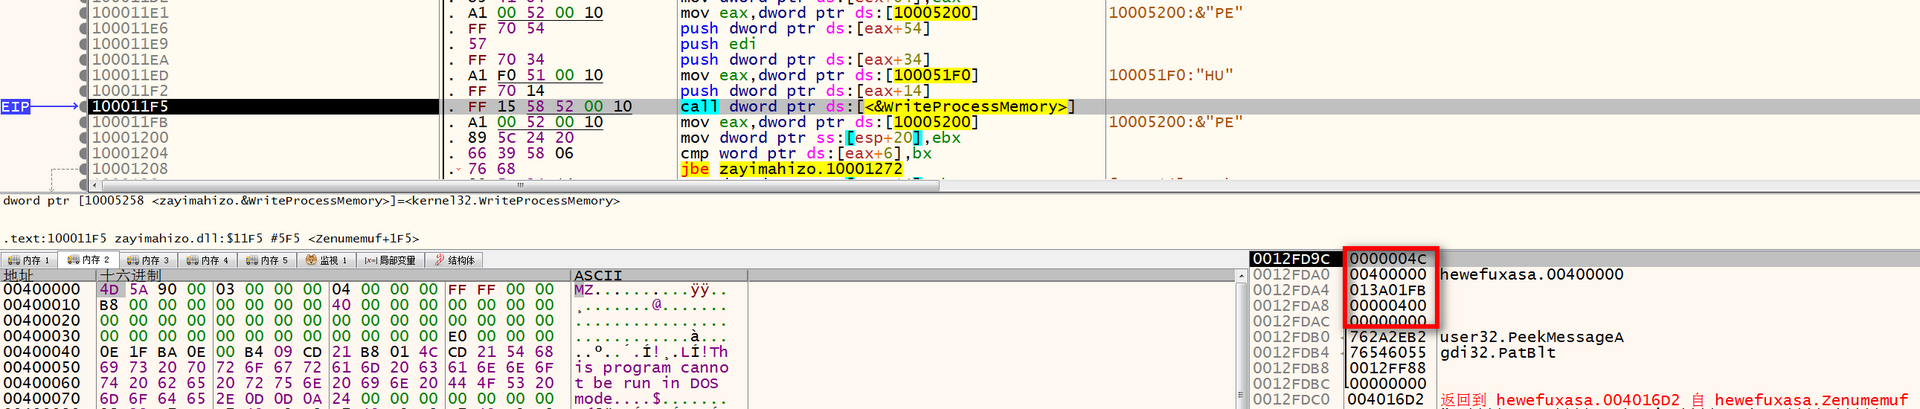 100011E1 . A1 00 52 00 10 mov eax,dword ptr ds:[10005200] 10005200:&"PE"
100011E6 . FF 70 54 push dword ptr ds:[eax+54]
100011E9 . 57 push edi
100011EA . FF 70 34 push dword ptr ds:[eax+34]
100011ED . A1 F0 51 00 10 mov eax,dword ptr ds:[100051F0] 100051F0:"HU"
100011F2 . FF 70 14 push dword ptr ds:[eax+14]
EIP 100011F5 . FF 15 58 52 00 10 call dword ptr ds:[<&WriteProcessMemory>]
100011FB . A1 00 52 00 10 mov eax,dword ptr ds:[10005200] 10005200:&"PE"
10001200 . 89 5C 24 20 mov dword ptr ss:[esp+20],ebx
10001204 . 66 39 58 06 cmp word ptr ds:[eax+6],bx
10001208 . 76 68 jbe zayimahizo.10001272
dword ptr [10005258 <zayimahizo.&WriteProcessMemory>]=<kernel32.WriteProcessMemory>
.text:100011F5 zayimahizo.dll:$11F5 #5F5 <Zenumemuf+1F5>
内存 1 内存 2 内存 3 内存 4 内存 5 监视 1 [x=] 局部变量 结构体
地址 十六进制 ASCII
00400000 4D 5A 90 00 03 00 00 00 04 00 00 00 FF FF 00 00 MZ..........ÿÿ..
00400010 B8 00 00 00 00 00 00 00 40 00 00 00 00 00 00 00 ¸.......@.......
00400020 00 00 00 00 00 00 00 00 00 00 00 00 00 00 00 00 ................
00400030 00 00 00 00 00 00 00 00 00 00 00 00 E0 00 00 00 ............à...
00400040 0E 1F BA 0E 00 B4 09 CD 21 B8 01 4C CD 21 54 68 ..º..´.Í!¸.LÍ!Th
00400050 69 73 20 70 72 6F 67 72 61 6D 20 63 61 6E 6E 6F is program canno
00400060 74 20 62 65 20 72 75 6E 20 69 6E 20 44 4F 53 20 t be run in DOS
00400070 6D 6F 64 65 2E 0D 0D 0A 24 00 00 00 00 00 00 00 mode....$.......
0012FD9C 0000004C
0012FDA0 00400000 hewefuxasa.00400000
0012FDA4 013A01FB
0012FDA8 00000400
0012FDAC 00000000
0012FDB0 762A2EB2 user32.PeekMessageA
0012FDB4 76546055 gdi32.PatBlt
0012FDB8 0012FF88
0012FDBC 00000000
0012FDC0 004016D2 返回到 hewefuxasa.004016D2 自 hewefuxasa.Zenumemuf